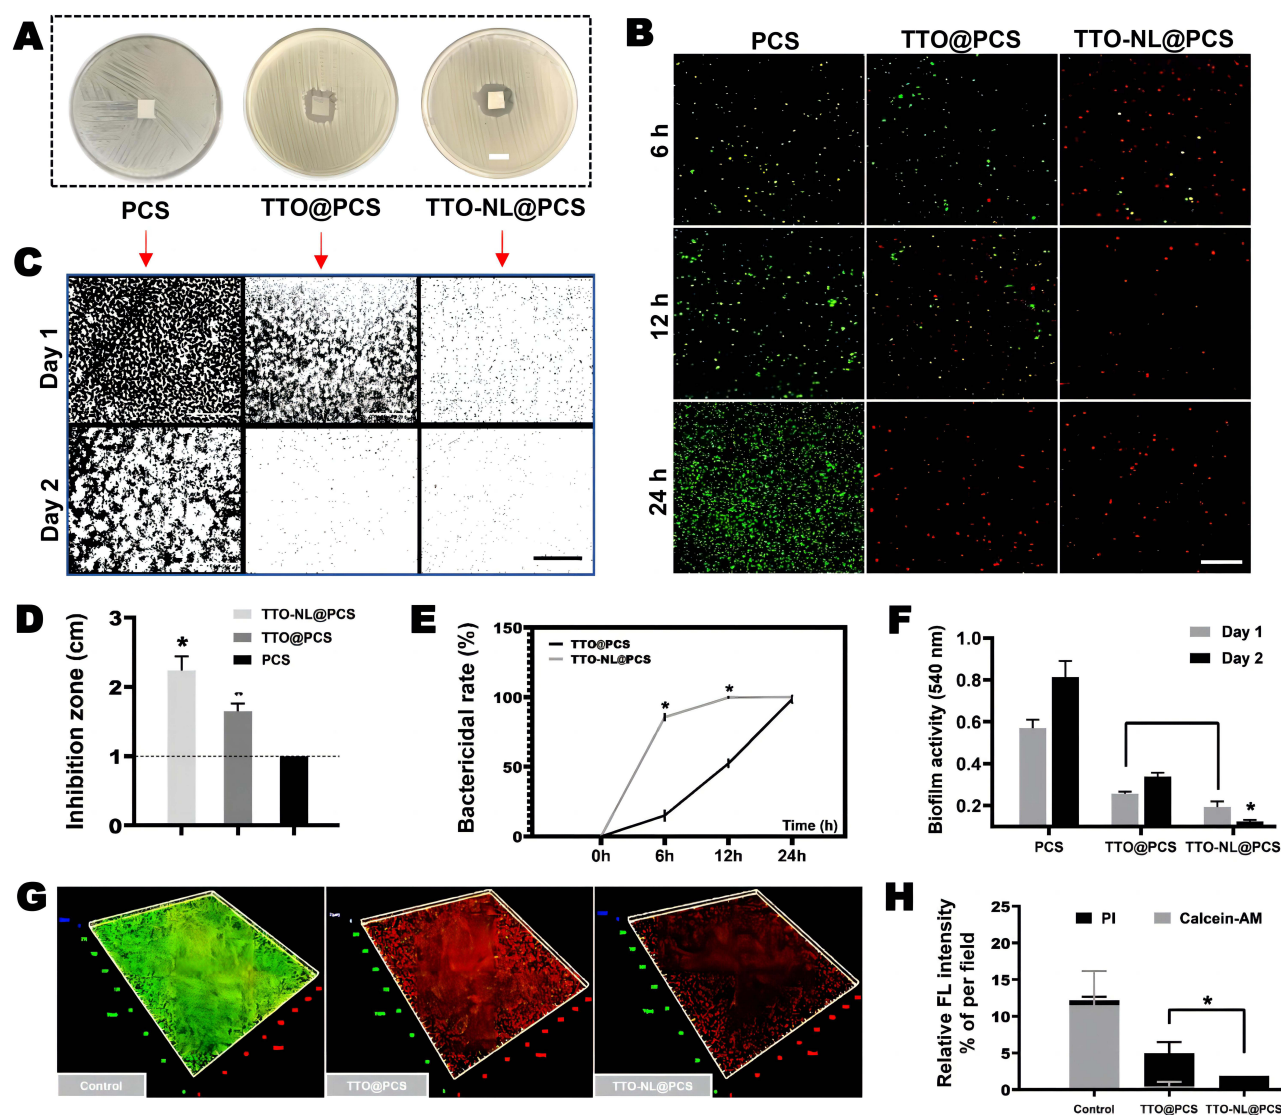 A
PCS
TTO@PCS
TTO-NL@PCS
B
PCS
TTO@PCS
TTO-NL@PCS
6 h
12 h
24 h
C
Day 1
Day 2
D
Inhibition zone (cm)
3
2
1
0
*
TTO-NL@PCS
TTO@PCS
PCS
E
Bactericidal rate (%)
150
100
50
0
TTO@PCS
TTO-NL@PCS
*
*
Time (h)
0h
6h
12h
24h
F
Biofilm activity (540 nm)
1.0
0.8
0.6
0.4
0.2
Day 1
Day 2
*
PCS
TTO@PCS
TTO-NL@PCS
G
Control
TTO@PCS
TTO-NL@PCS
H
Relative FL intensity
% of per field
25
20
15
10
5
0
PI
Calcein-AM
*
Control
TTO@PCS
TTO-NL@PCS